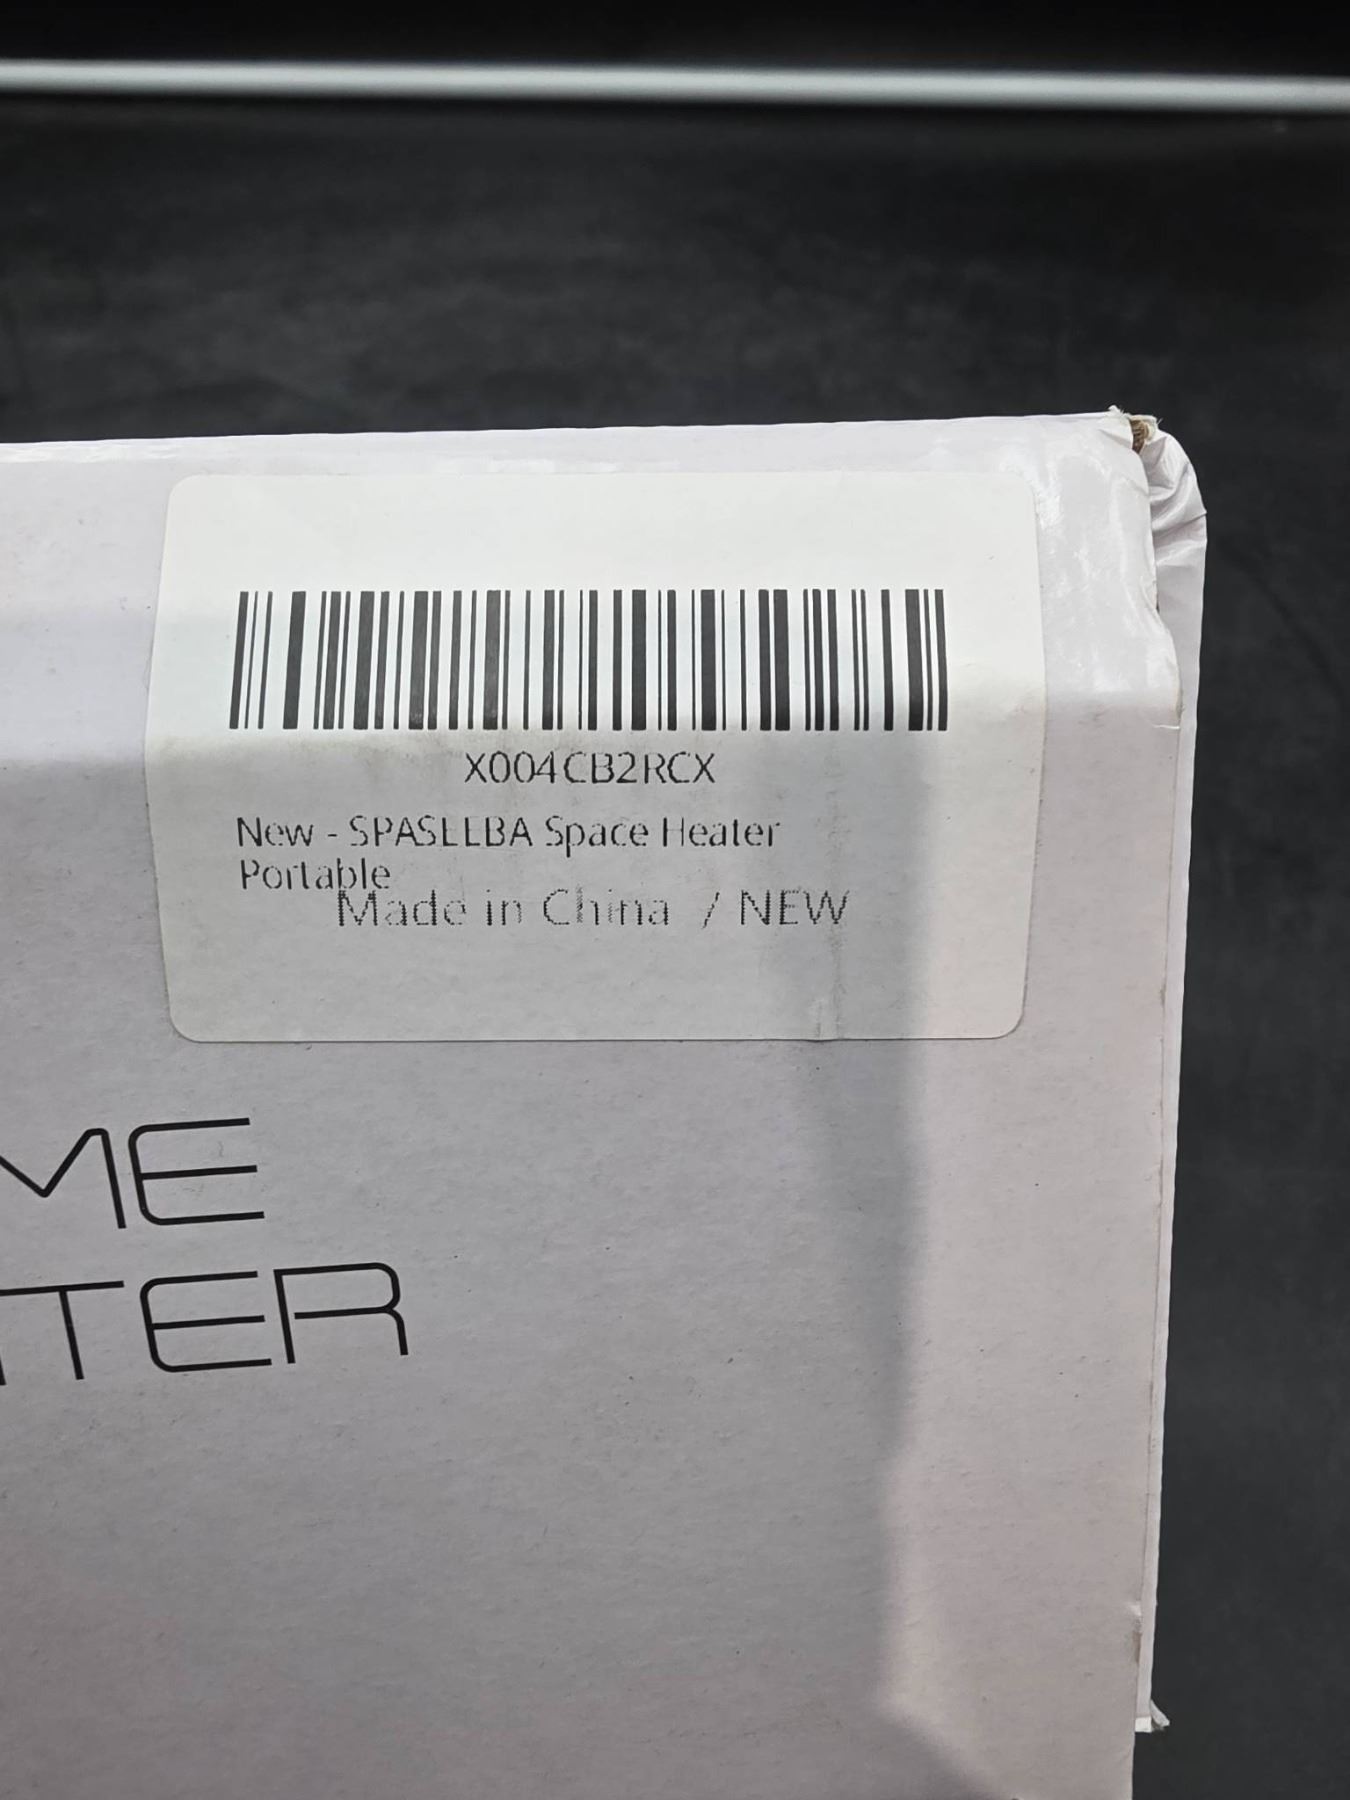 X004CB2RCX
New - SPASLLBA Space Heater
Portable
Made in China / NEW
ME
TER